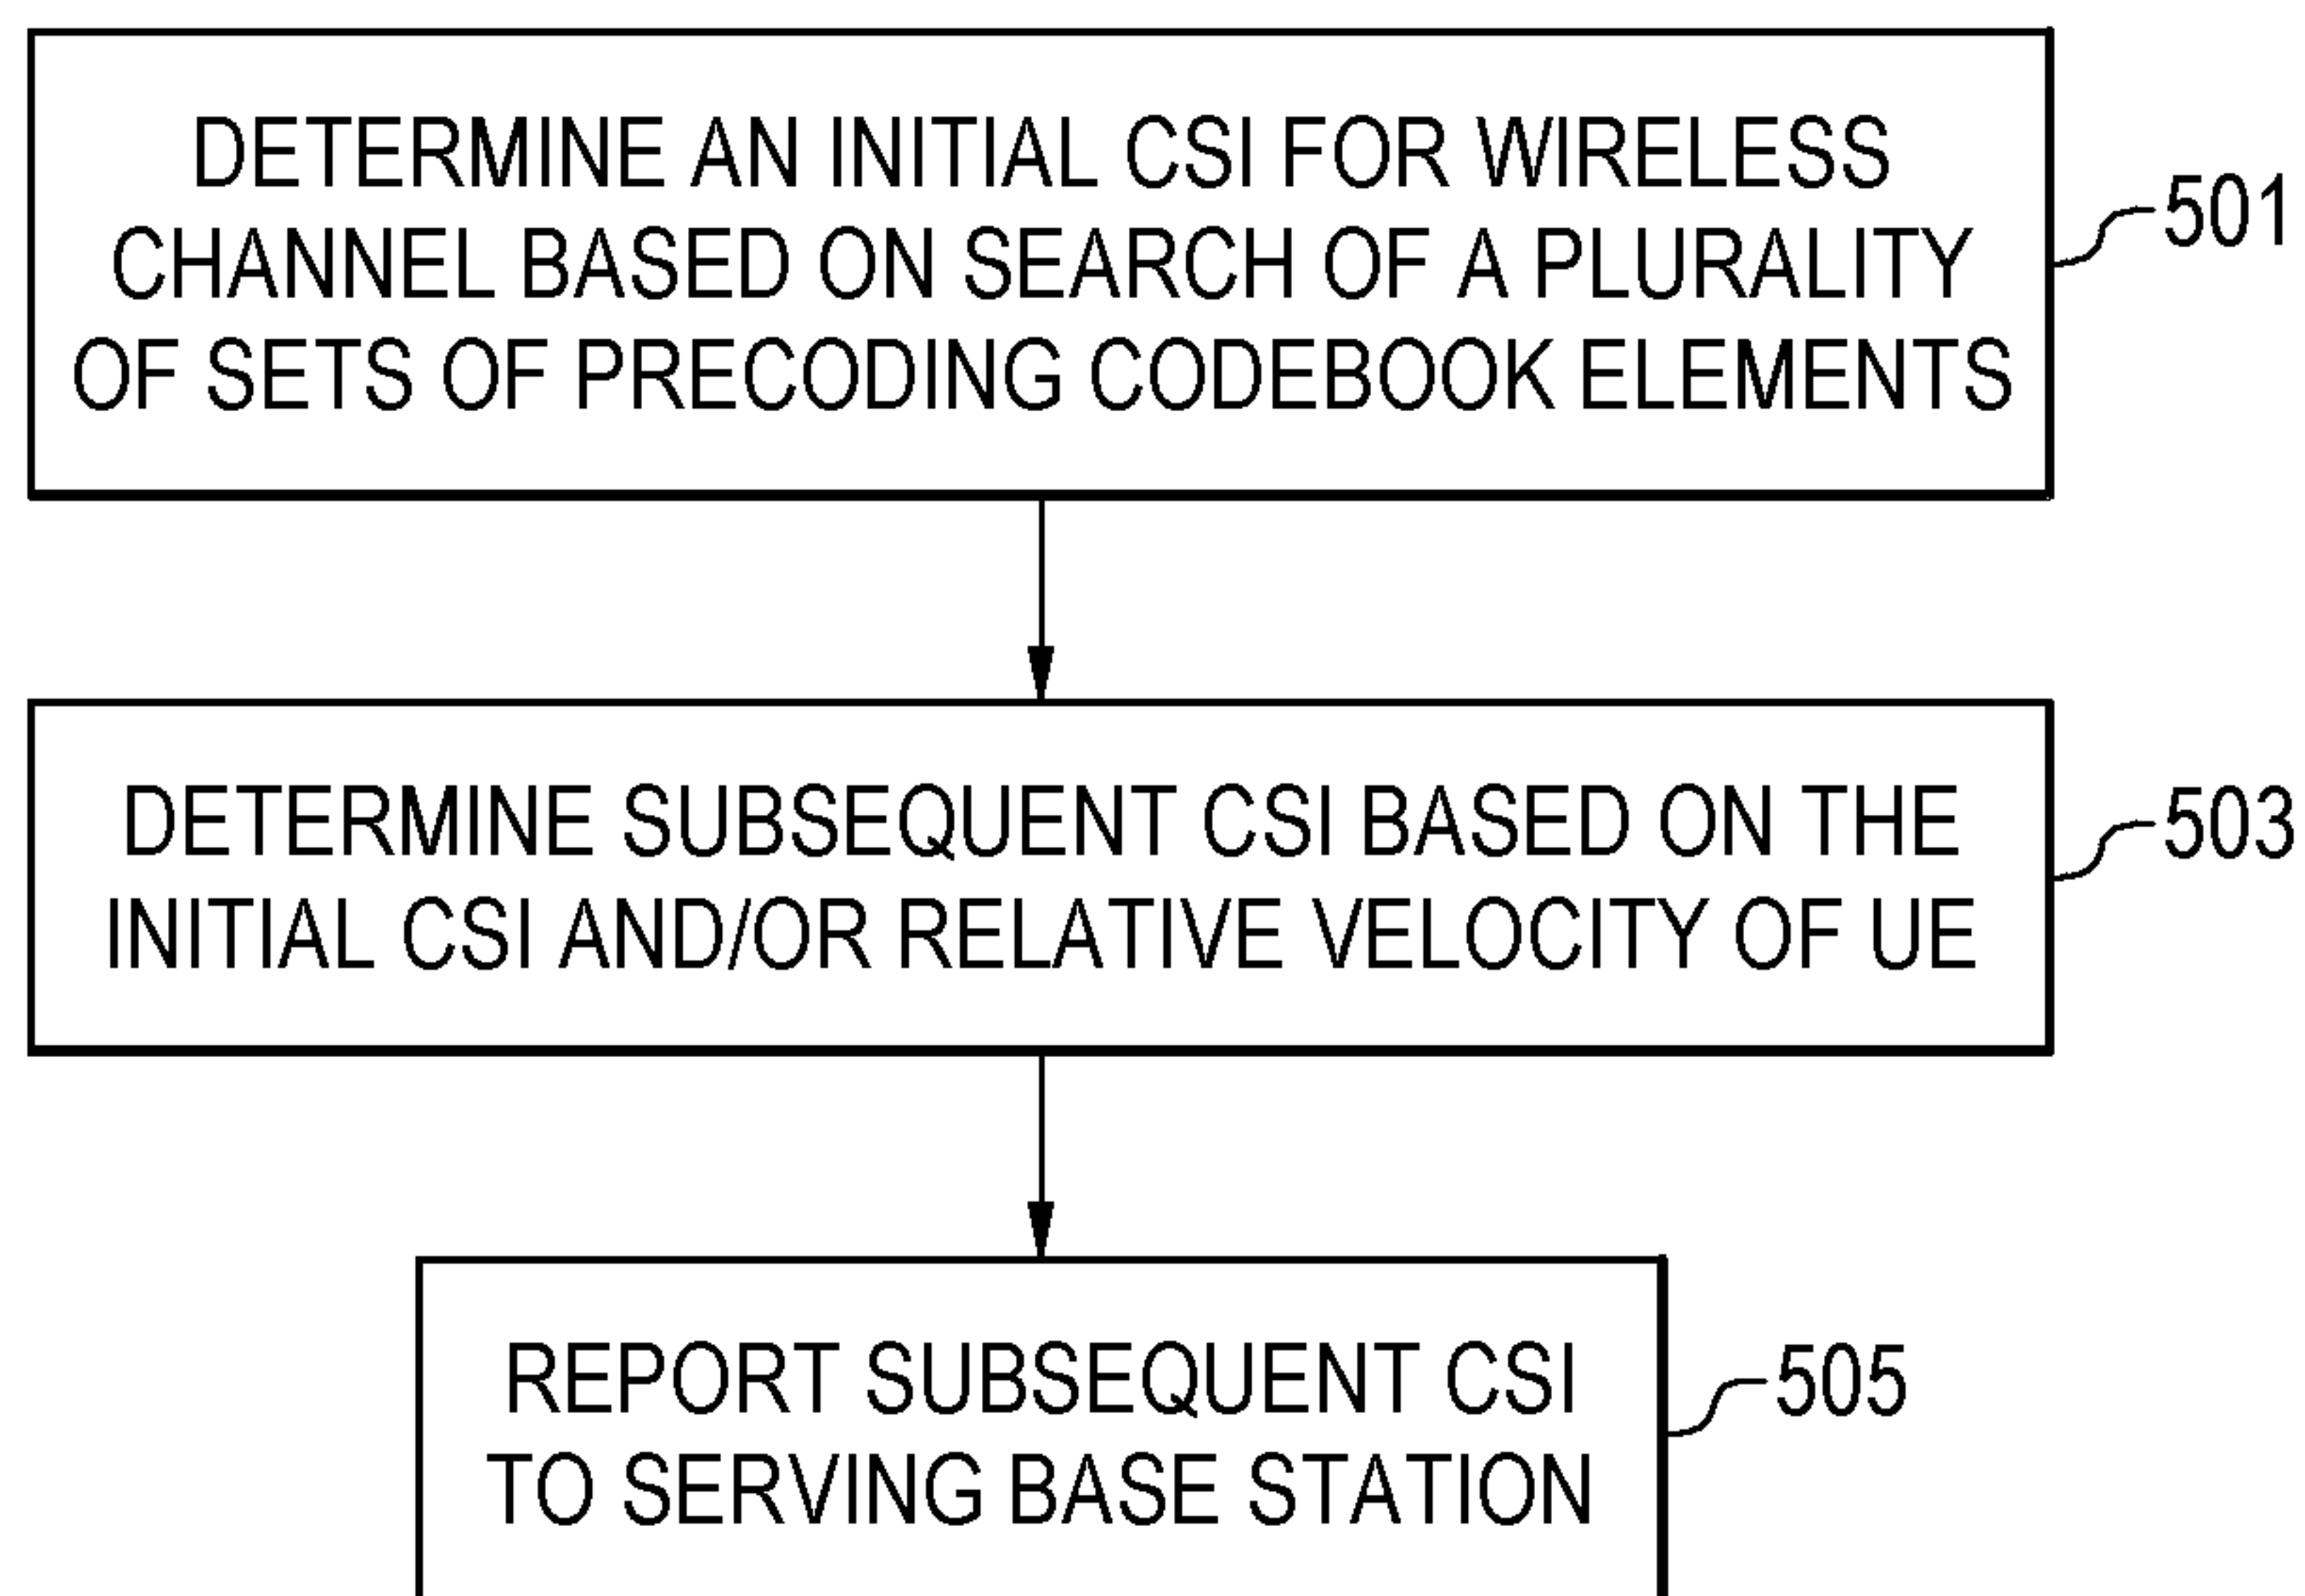 DETERMINE AN INITIAL CSI FOR WIRELESS
CHANNEL BASED ON SEARCH OF A PLURALITY
OF SETS OF PRECODING CODEBOOK ELEMENTS
501
DETERMINE SUBSEQUENT CSI BASED ON THE
INITIAL CSI AND/OR RELATIVE VELOCITY OF UE
503
REPORT SUBSEQUENT CSI
TO SERVING BASE STATION
505